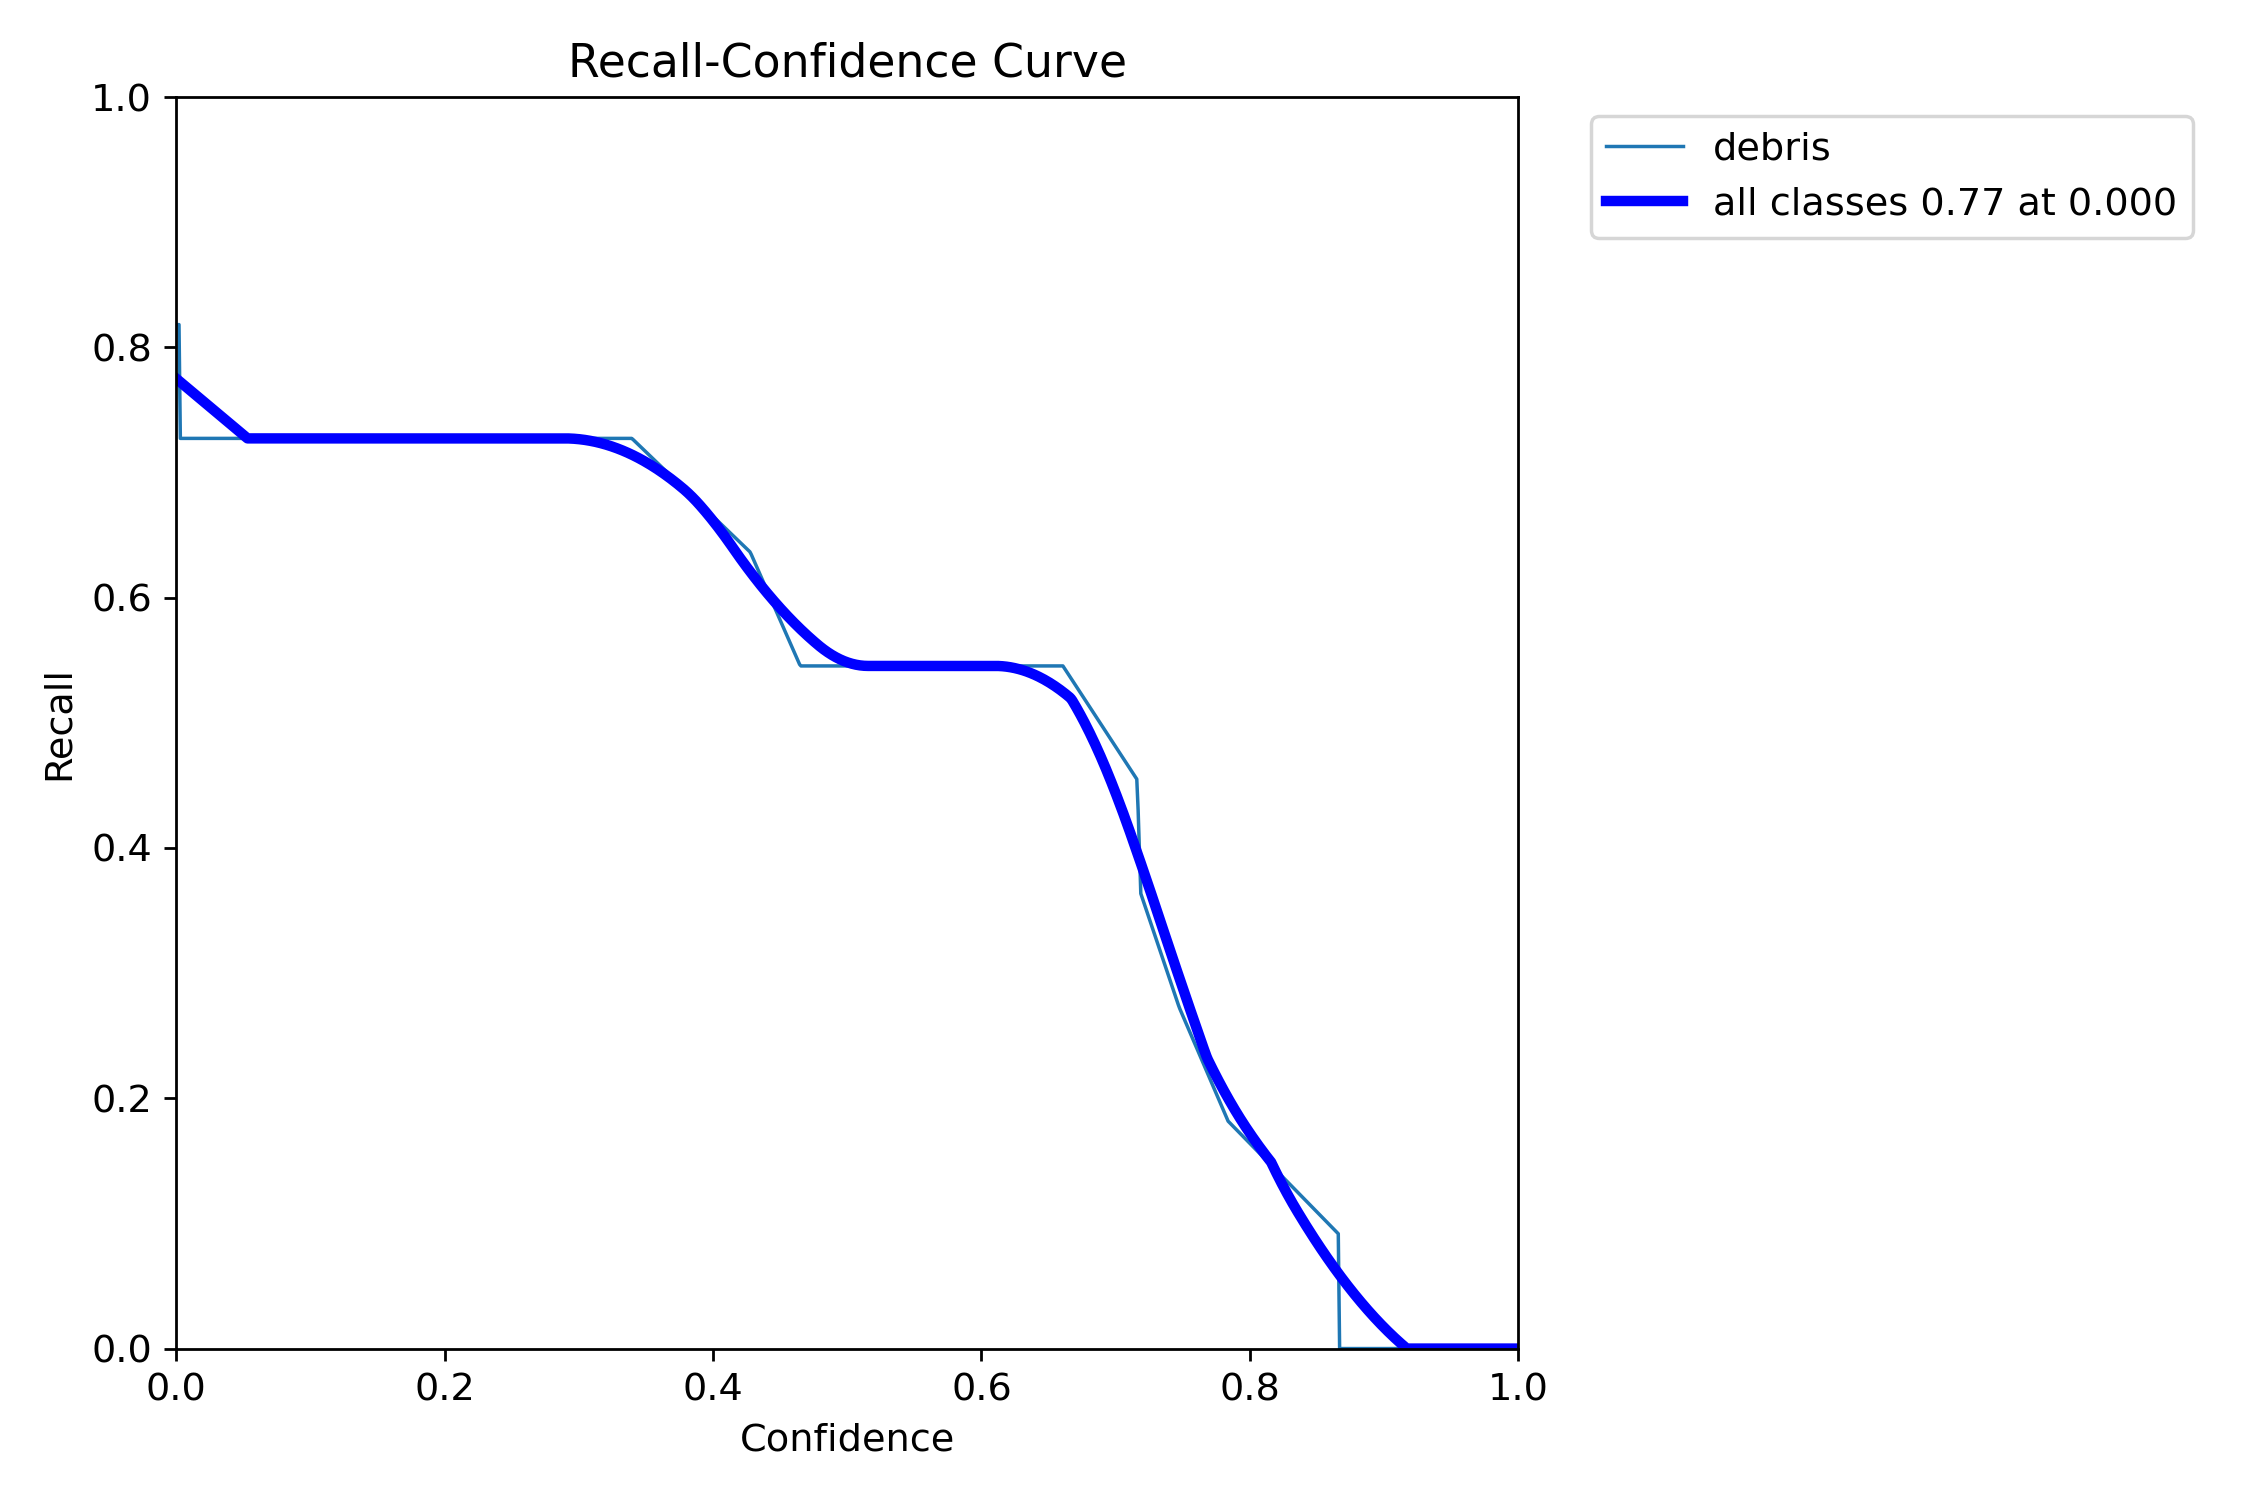 Recall-Confidence Curve
debris
all classes 0.77 at 0.000
1.0
0.8
0.6
0.4
0.2
0.0
Recall
0.0 0.2 0.4 0.6 0.8 1.0
Confidence